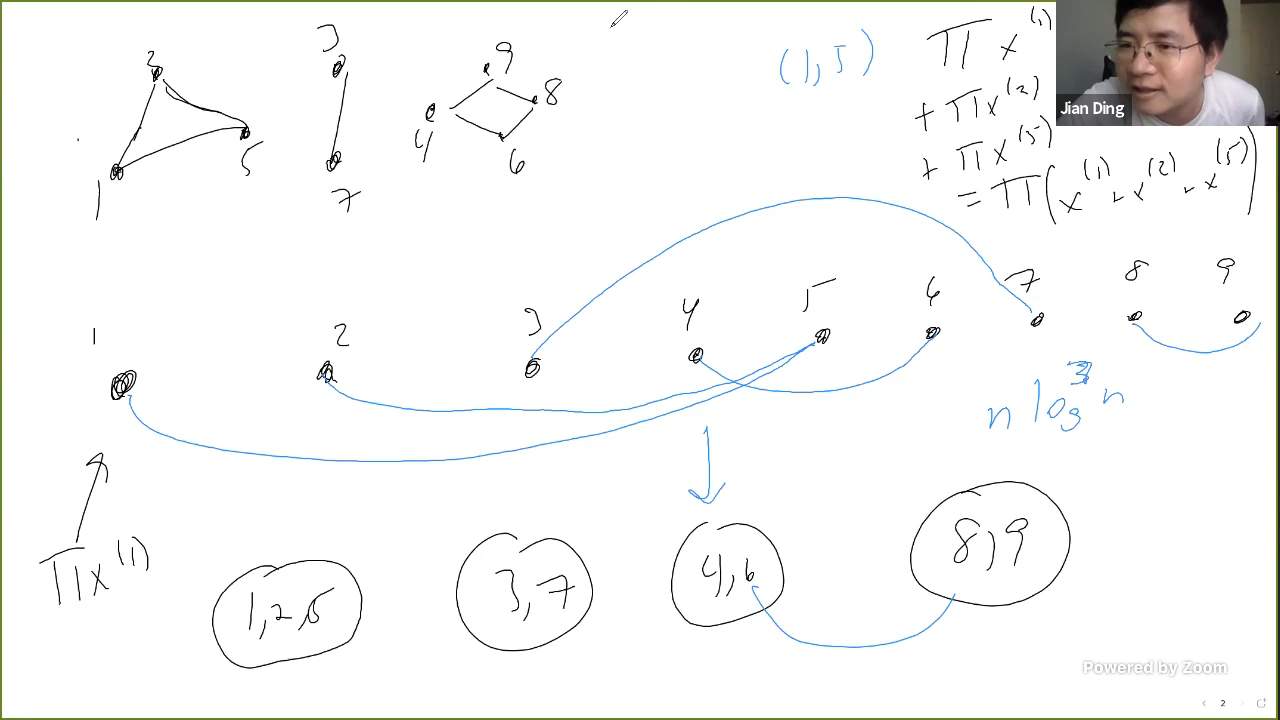 2
1
5
3
7
9
4
8
6
(1,5)
Π x^(1)
+ Π x^(2)
+ Π x^(5)
= Π ( x^(1) + x^(2) + x^(5) )
Jian Ding
1 2 3 4 5 6 7 8 9
n log^3 n
Π x^(1)
1,2,5
3,7
4,6
8,9
Powered by Zoom
2